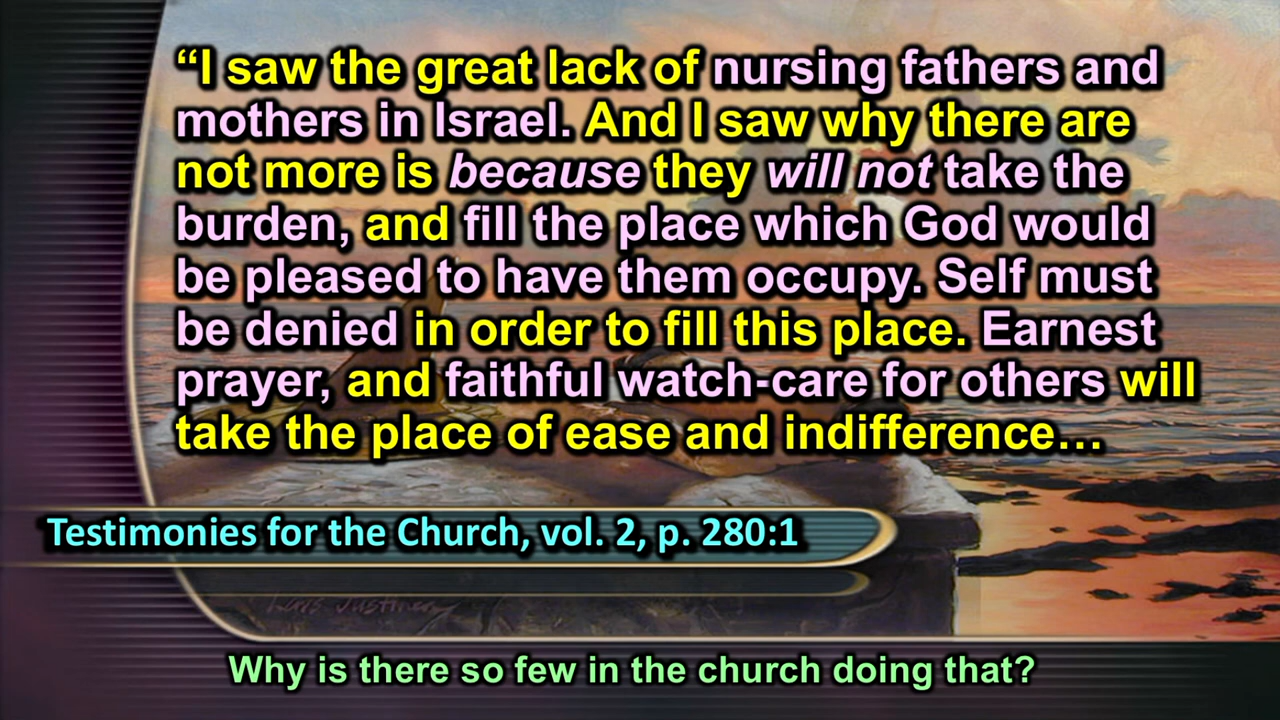 “I saw the great lack of nursing fathers and
mothers in Israel. And I saw why there are
not more is because they will not take the
burden, and fill the place which God would
be pleased to have them occupy. Self must
be denied in order to fill this place. Earnest
prayer, and faithful watch-care for others will
take the place of ease and indifference…
Testimonies for the Church, vol. 2, p. 280:1
Why is there so few in the church doing that?